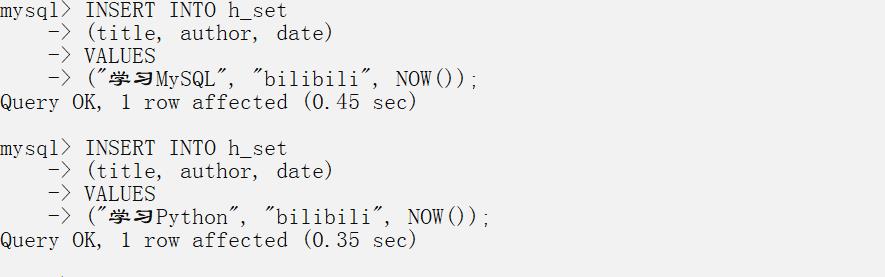 mysql> INSERT INTO h_set
-> (title, author, date)
-> VALUES
-> ("学习MySQL", "bilibili", NOW());
Query OK, 1 row affected (0.45 sec)
mysql> INSERT INTO h_set
-> (title, author, date)
-> VALUES
-> ("学习Python", "bilibili", NOW());
Query OK, 1 row affected (0.35 sec)